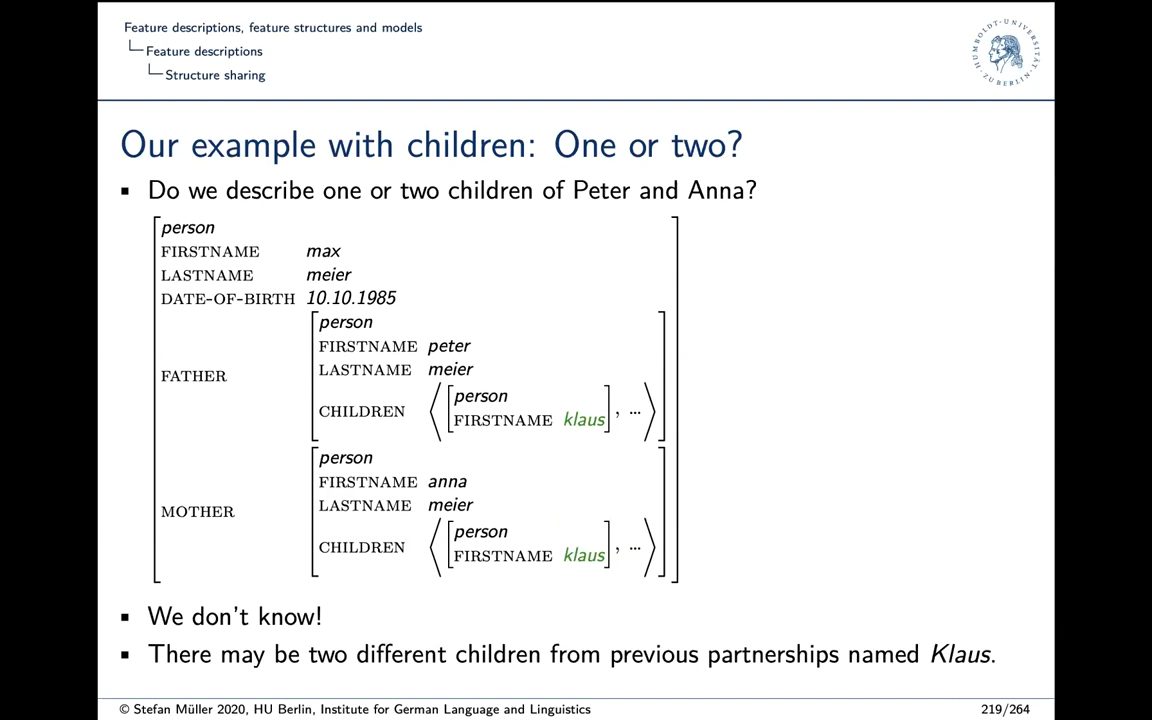 Feature descriptions, feature structures and models
Feature descriptions
Structure sharing
HUMBOLDT-UNIVERSITÄT
ZU BERLIN
Our example with children: One or two?
▪ Do we describe one or two children of Peter and Anna?
person
FIRSTNAME max
LASTNAME meier
DATE-OF-BIRTH 10.10.1985
FATHER
person
FIRSTNAME peter
LASTNAME meier
CHILDREN
⟨[person
FIRSTNAME klaus], ...⟩
MOTHER
person
FIRSTNAME anna
LASTNAME meier
CHILDREN
⟨[person
FIRSTNAME klaus], ...⟩
▪ We don't know!
▪ There may be two different children from previous partnerships named Klaus.
© Stefan Müller 2020, HU Berlin, Institute for German Language and Linguistics 219/264